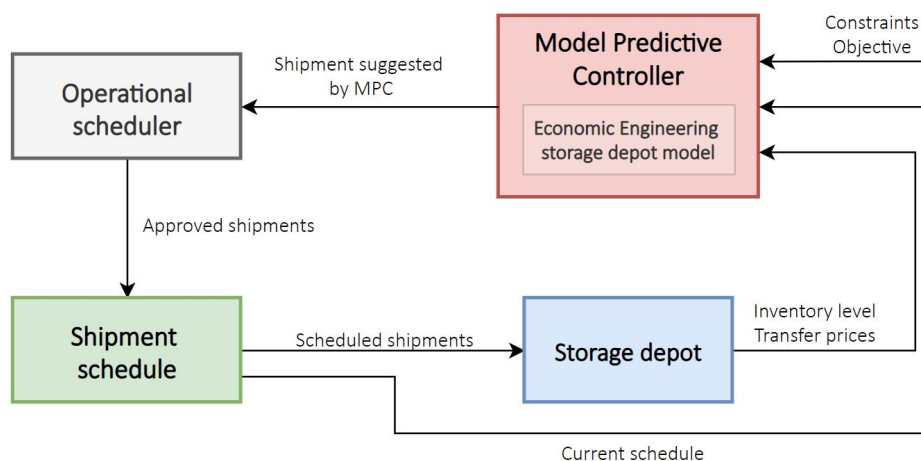 Constraints
Objective
Model Predictive
Controller
Economic Engineering
storage depot model
Shipment suggested
by MPC
Operational
scheduler
Approved shipments
Shipment
schedule
Scheduled shipments
Storage depot
Inventory level
Transfer prices
Current schedule